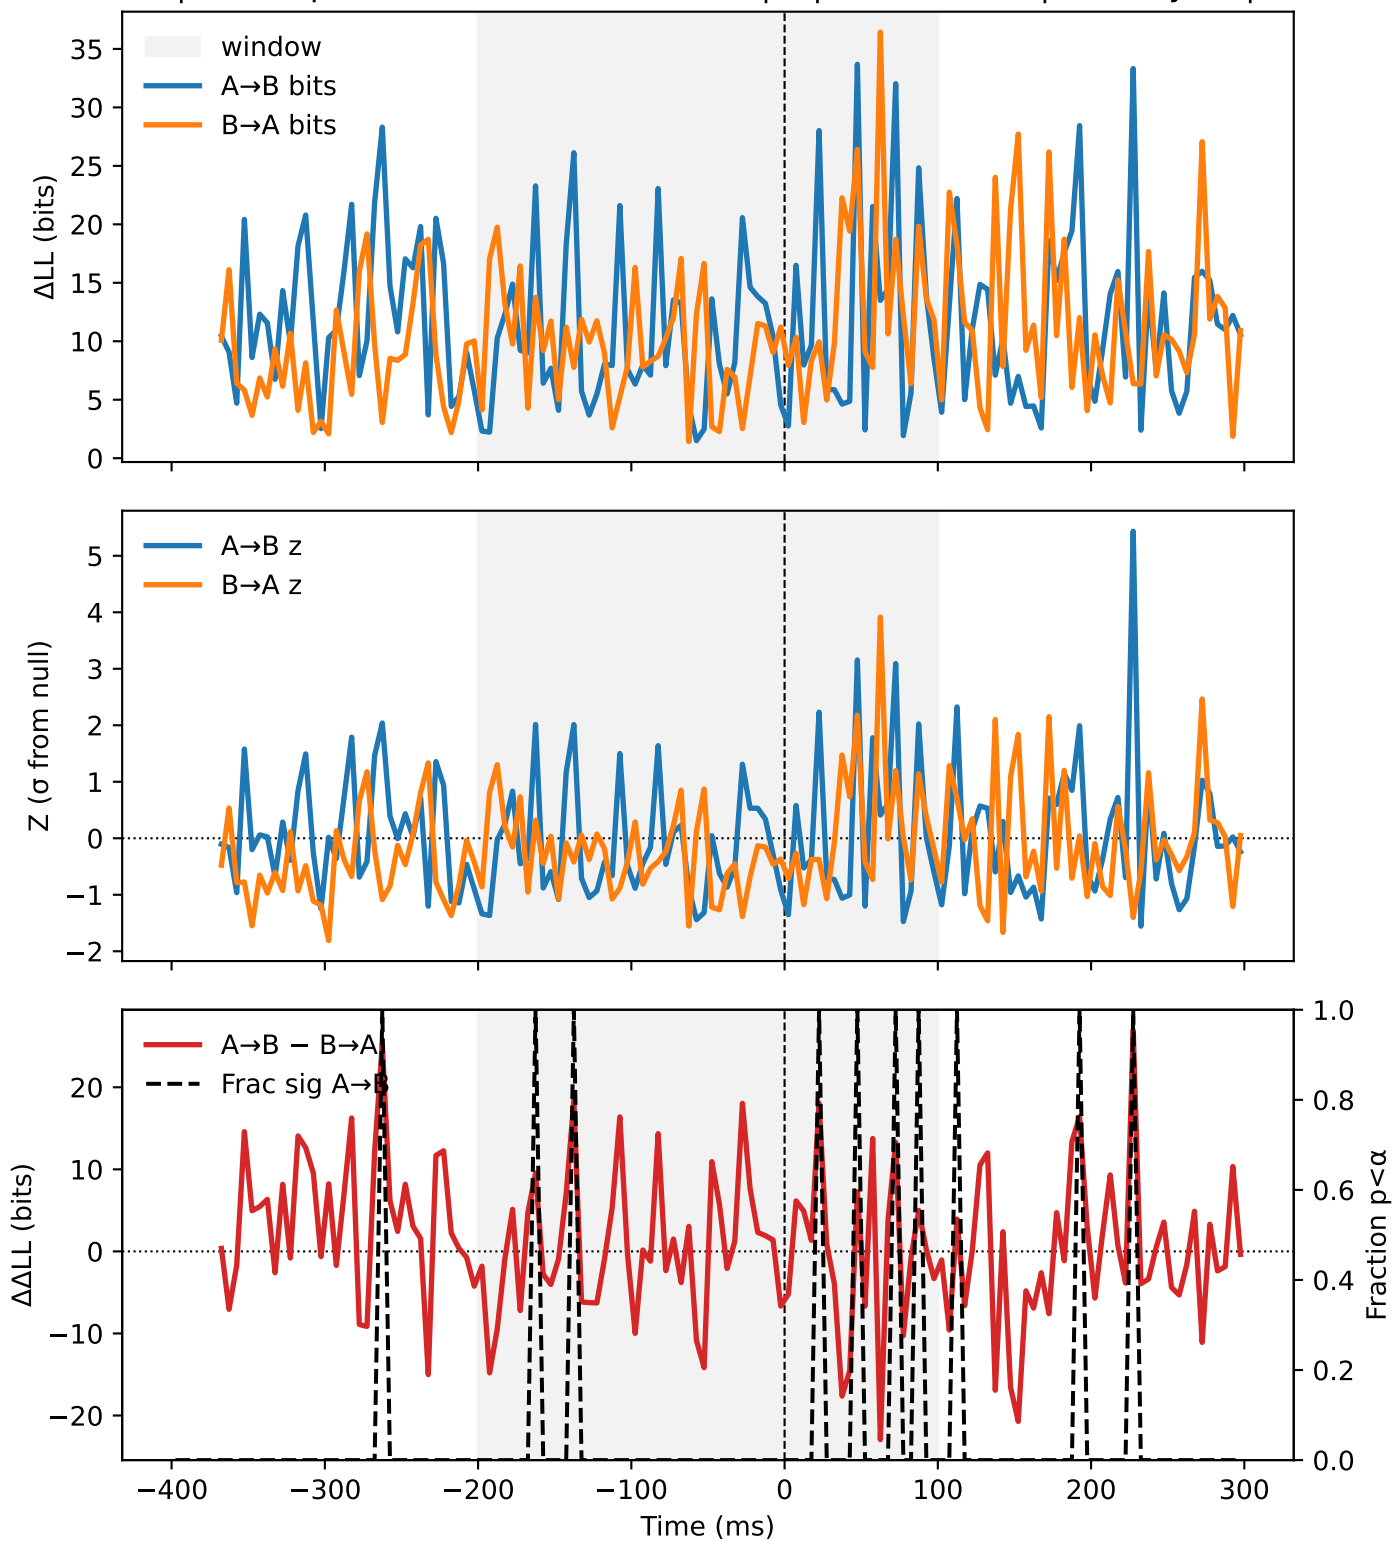 window
A→B bits
B→A bits
ΔLL (bits)
35
30
25
20
15
10
5
0
A→B z
B→A z
Z (σ from null)
5
4
3
2
1
0
−1
−2
A→B − B→A
Frac sig A→B
ΔΔLL (bits)
20
10
0
−10
−20
1.0
0.8
0.6
0.4
0.2
0.0
Fraction p<α
−400 −300 −200 −100 0 100 200 300
Time (ms)